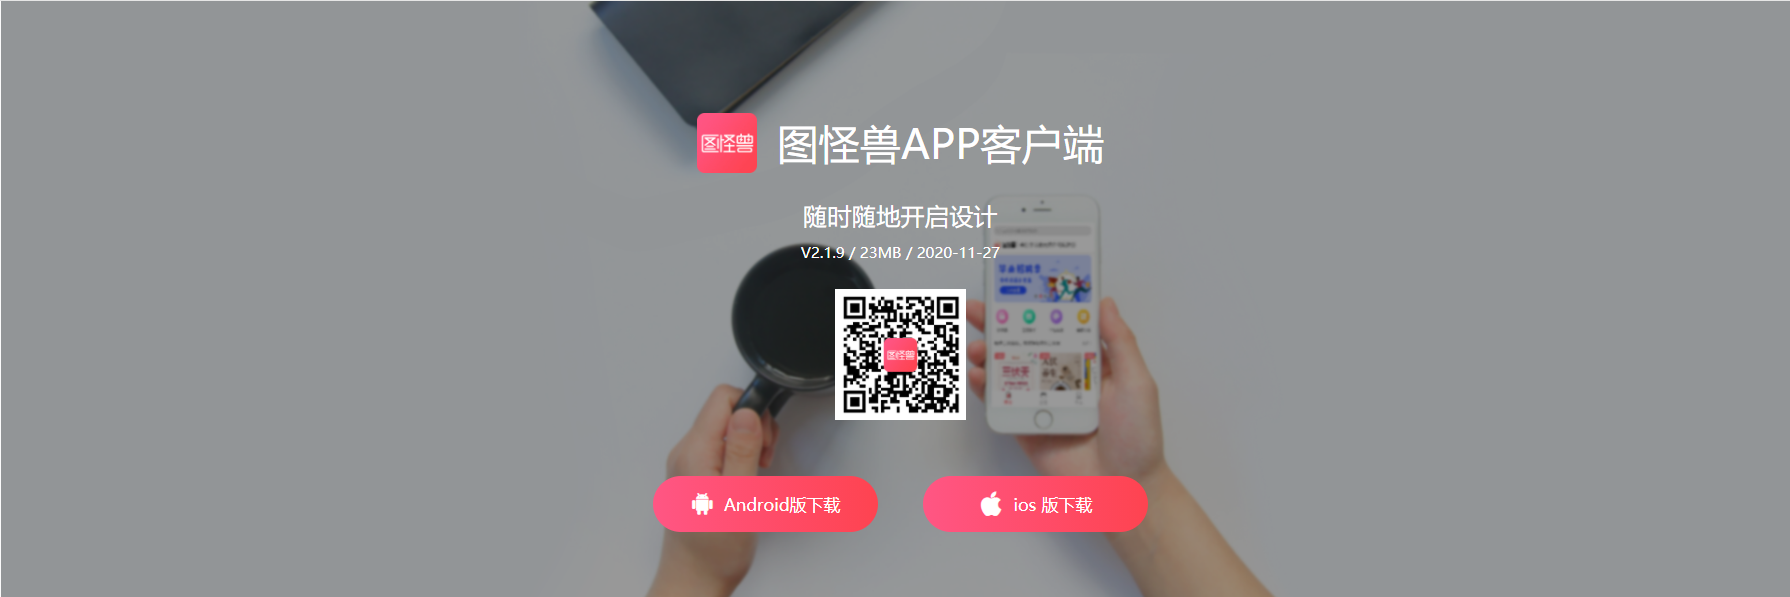 图怪兽
图怪兽APP客户端
随时随地开启设计
V2.1.9 / 23MB / 2020-11-27
图怪兽
Android版下载
ios 版下载